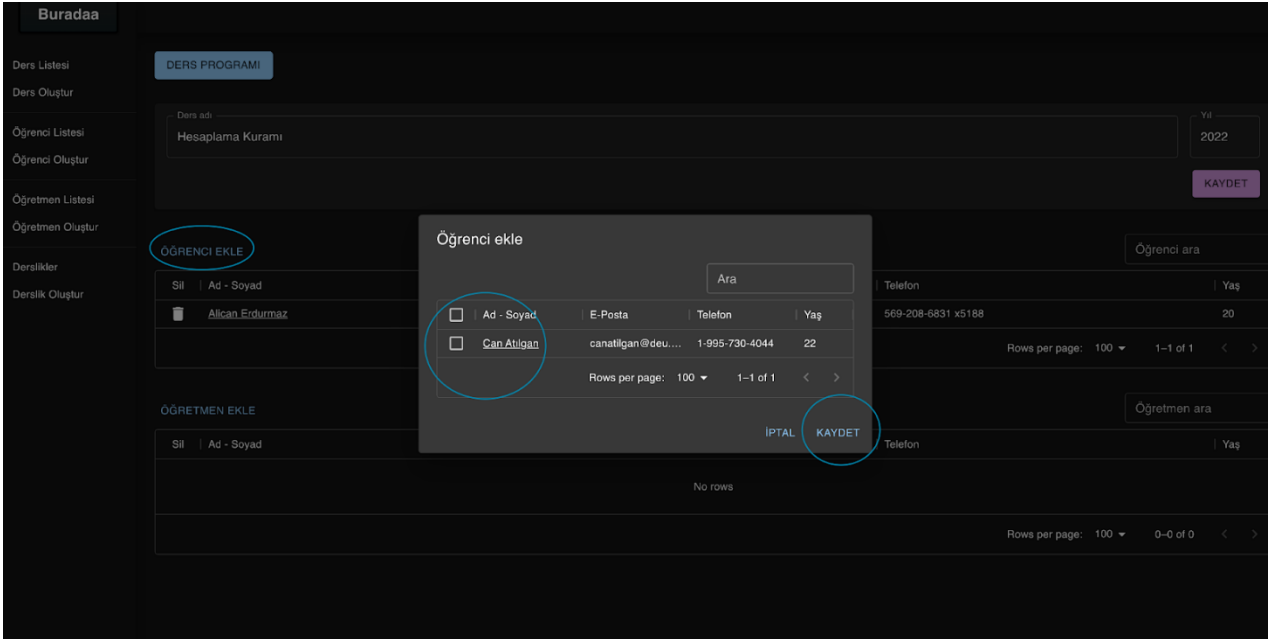 Buradaa
Ders Listesi
Ders Oluştur
Öğrenci Listesi
Öğrenci Oluştur
Öğretmen Listesi
Öğretmen Oluştur
Derslikler
Derslik Oluştur
DERS PROGRAMI
Ders adı
Hesaplama Kuramı
Yıl
2022
KAYDET
ÖĞRENCI EKLE
Öğrenci ara
Sil Ad - Soyad Telefon Yaş
Alican Erdurmaz 569-208-6831 x5188 20
Rows per page: 100 1–1 of 1
Öğrenci ekle
Ara
Ad - Soyad E-Posta Telefon Yaş
Can Atılgan canatilgan@deu.... 1-995-730-4044 22
Rows per page: 100 1–1 of 1
İPTAL KAYDET
ÖĞRETMEN EKLE
Öğretmen ara
Sil Ad - Soyad Telefon Yaş
No rows
Rows per page: 100 0–0 of 0